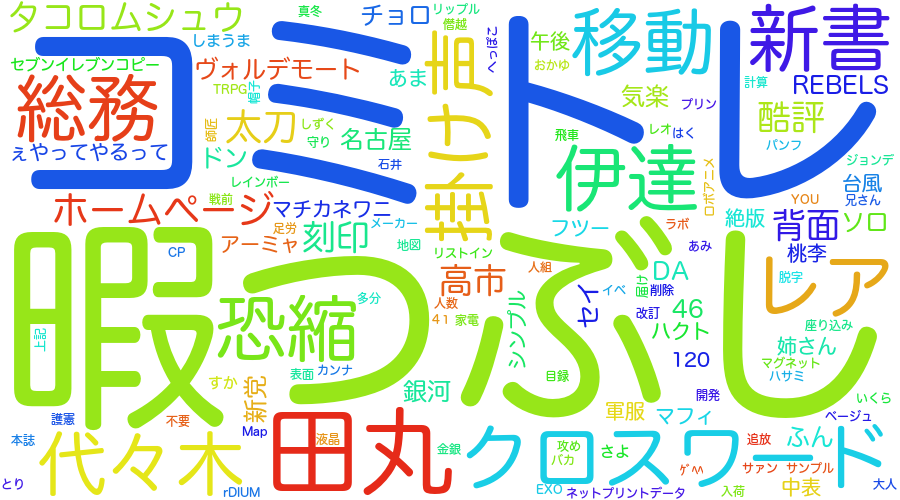 真冬
チョロ
リップル
タコロムシュウ
コミトレ
僭越
新書
しまうま
こぼっへ
午後
移動
セブンイレブンコピー
ヴォルデモート
あま
掛け声
おかゆ
REBELS
計算
総務
TRPG
帽子
気楽
プリン
酷評
師匠
太刀
しずく
名古屋
飛車
レオ
はく
パンフ
ぇやってやるって
ドン
守り
石井
伊達
ロボアニメ
ジョンデ
レインボー
台風
戦前
YOU
兄さん
ホームページ
マチカネワニ
メーカー
絶版
背面
ソロ
足労
刻印
フツー
ラボ
アーミャ
地図
リストイン
あみ
桃李
CP
暇つぶし
高市
人組
DA
レア
脱字
多分
人数
セイ
イベ
届け
削除
恐縮
41
家電
シンプル
改訂
46
座り込み
上記
ハクト
姉さん
表面
カンナ
目録
120
マグネット
すか
新党
銀河
ハサミ
護憲
不要
軍服
マフィ
開発
いくら
ベージュ
Map
田丸
本誌
代々木
液晶
金銀
クロスワード
攻め
バカ
さよ
追放
ふん
とり
rDIUM
EXO
ネットプリントデータ
ゲヘヘ
サァン
サンプル
入荷
中表
大人